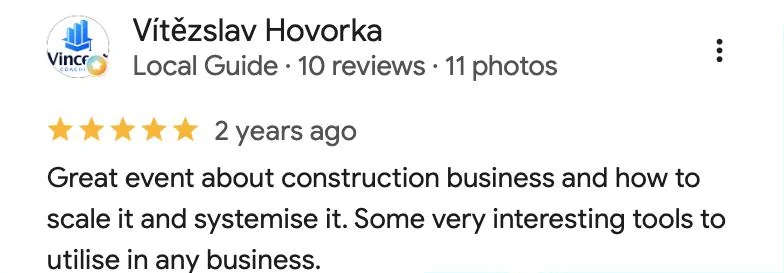 Vítězslav Hovorka
Local Guide · 10 reviews · 11 photos
2 years ago
Great event about construction business and how to
scale it and systemise it. Some very interesting tools to
utilise in any business.